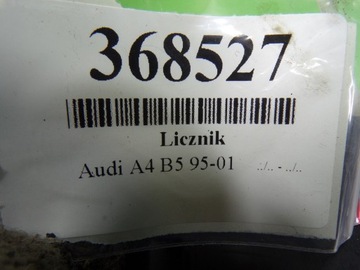 368527
Licznik
Audi A4 B5 95-01 ../.. - ../..